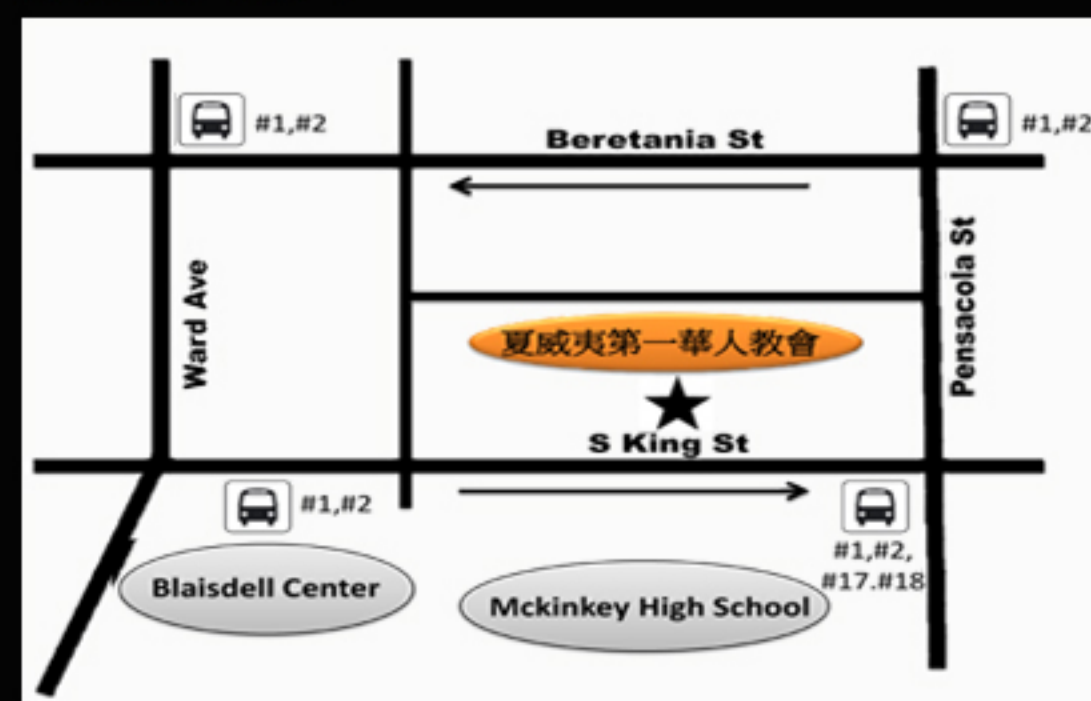 #1,#2
#1,#2
Beretania St
Ward Ave
Pensacola St
夏威夷第一華人教會
S King St
#1,#2
#1,#2,
#17.#18
Blaisdell Center
Mckinkey High School